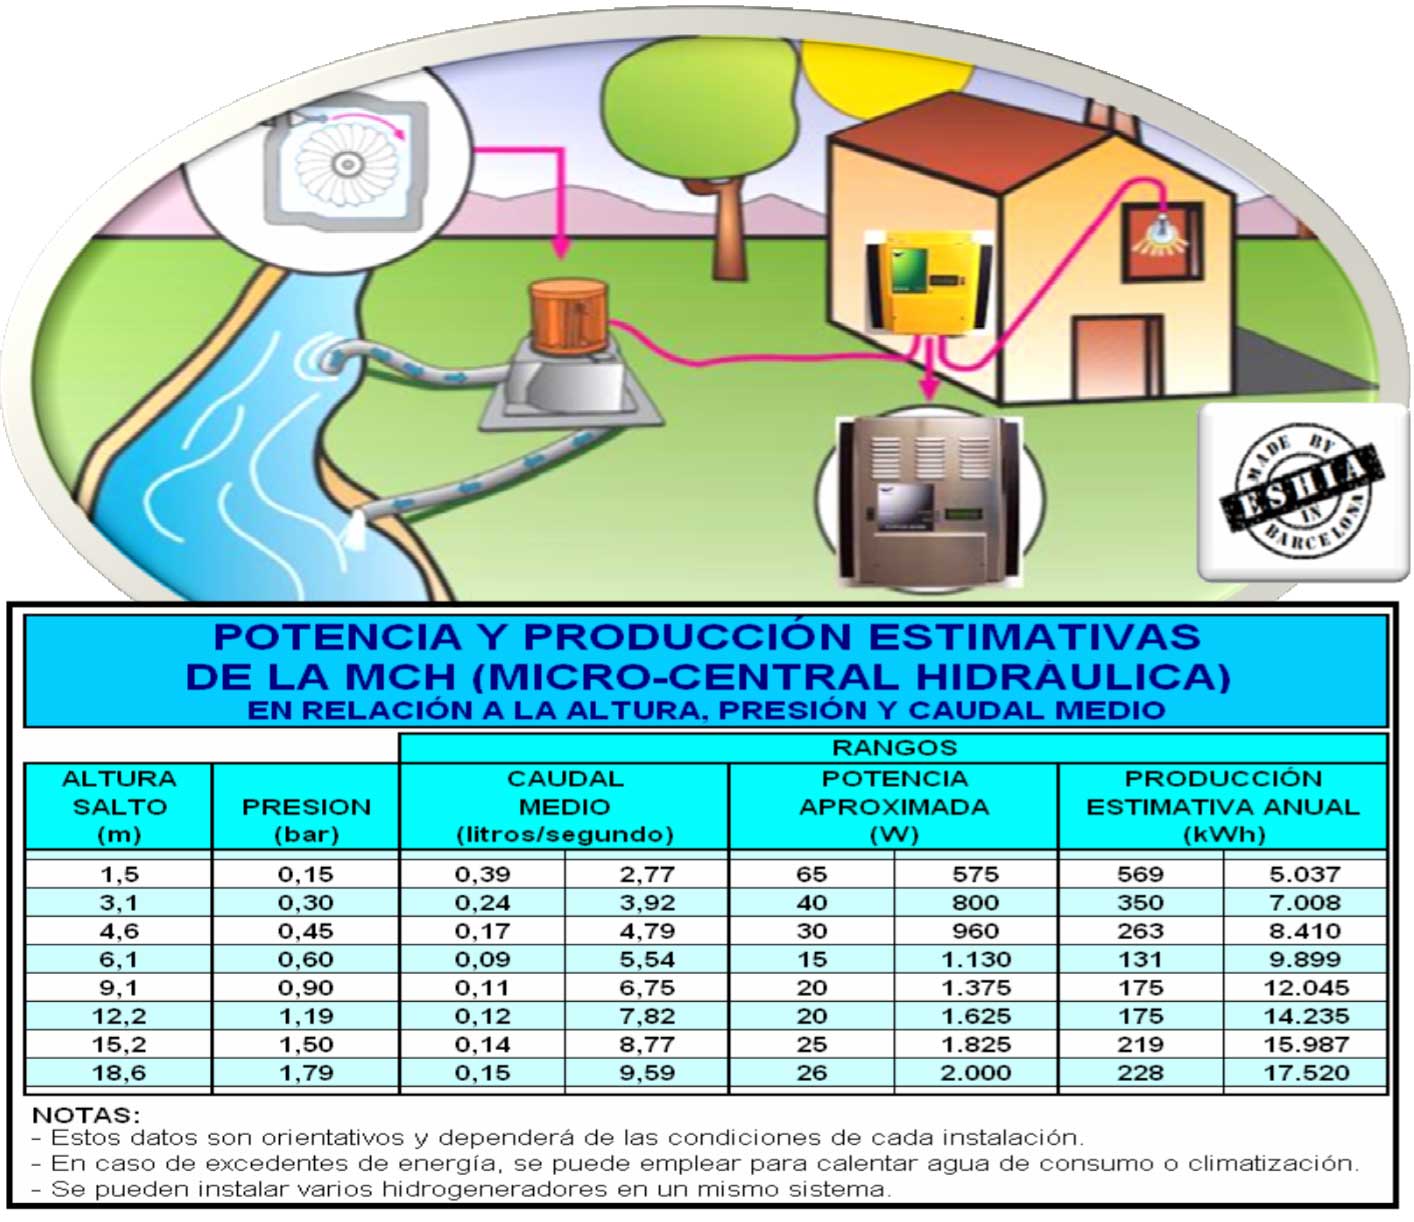 MADE BY
ESHIA
IN
BARCELONA
POTENCIA Y PRODUCCIÓN ESTIMATIVAS
DE LA MCH (MICRO-CENTRAL HIDRÁULICA)
EN RELACIÓN A LA ALTURA, PRESIÓN Y CAUDAL MEDIO
RANGOS
ALTURA CAUDAL POTENCIA PRODUCCIÓN
SALTO PRESION MEDIO APROXIMADA ESTIMATIVA ANUAL
(m) (bar) (litros/segundo) (W) (kWh)
1,5 0,15 0,39 2,77 65 575 569 5.037
3,1 0,30 0,24 3,92 40 800 350 7.008
4,6 0,45 0,17 4,79 30 960 263 8.410
6,1 0,60 0,09 5,54 15 1.130 131 9.899
9,1 0,90 0,11 6,75 20 1.375 175 12.045
12,2 1,19 0,12 7,82 20 1.625 175 14.235
15,2 1,50 0,14 8,77 25 1.825 219 15.987
18,6 1,79 0,15 9,59 26 2.000 228 17.520
NOTAS:
- Estos datos son orientativos y dependerá de las condiciones de cada instalación.
- En caso de excedentes de energía, se puede emplear para calentar agua de consumo o climatización.
- Se pueden instalar varios hidrogeneradores en un mismo sistema.